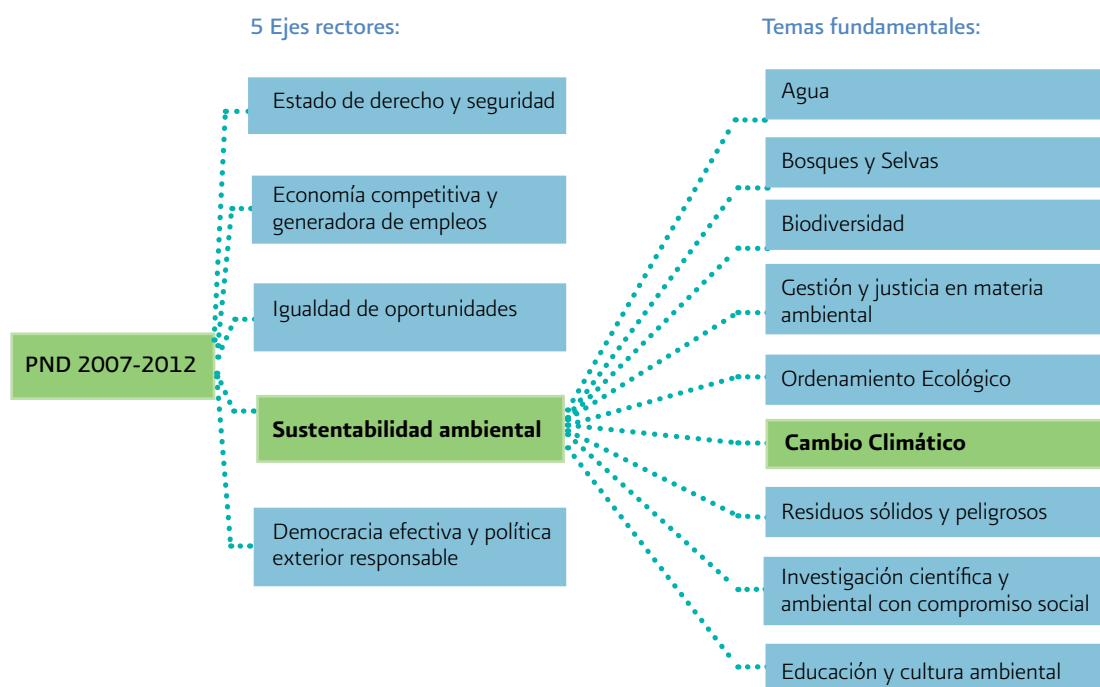 5 Ejes rectores:
Temas fundamentales:
PND 2007-2012
Estado de derecho y seguridad
Economía competitiva y
generadora de empleos
Igualdad de oportunidades
Sustentabilidad ambiental
Democracia efectiva y política
exterior responsable
Agua
Bosques y Selvas
Biodiversidad
Gestión y justicia en materia
ambiental
Ordenamiento Ecológico
Cambio Climático
Residuos sólidos y peligrosos
Investigación científica y
ambiental con compromiso social
Educación y cultura ambiental